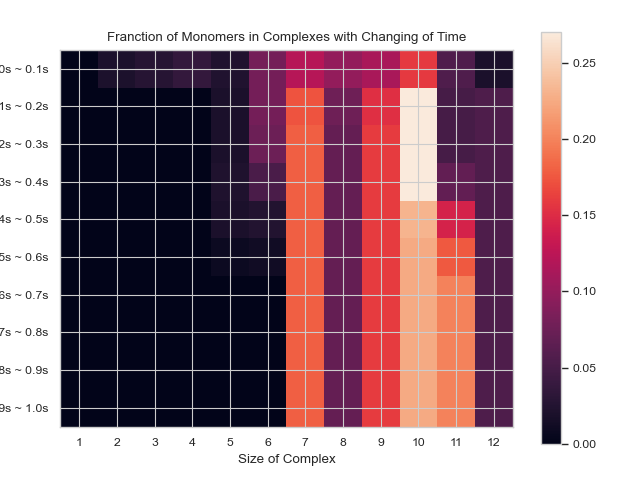 Franction of Monomers in Complexes with Changing of Time
0s ~ 0.1s
1s ~ 0.2s
2s ~ 0.3s
3s ~ 0.4s
4s ~ 0.5s
5s ~ 0.6s
6s ~ 0.7s
7s ~ 0.8s
8s ~ 0.9s
9s ~ 1.0s
1 2 3 4 5 6 7 8 9 10 11 12
Size of Complex
0.25
0.20
0.15
0.10
0.05
0.00